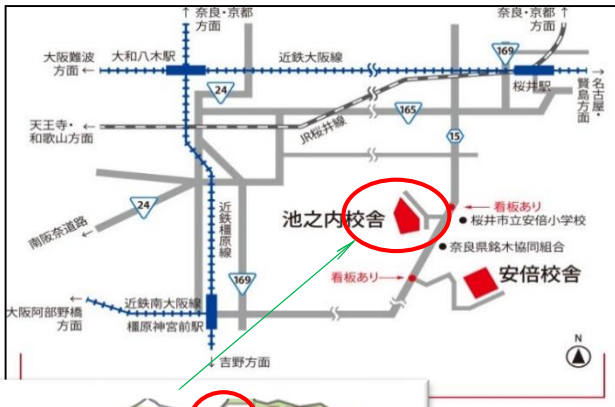 ↑奈良・京都
方面
奈良・京都↑
方面
大阪難波
方面←
大和八木駅
近鉄大阪線
169
桜井駅
→名古屋・
賢島方面
24
165
天王寺・
和歌山方面
JR桜井線
15
池之内校舎
看板あり
桜井市立安倍小学校
奈良県銘木協同組合
24
南阪奈道路
近鉄橿原線
169
看板あり
安倍校舎
大阪阿部野橋
方面
近鉄南大阪線
橿原神宮前駅
↓吉野方面
N